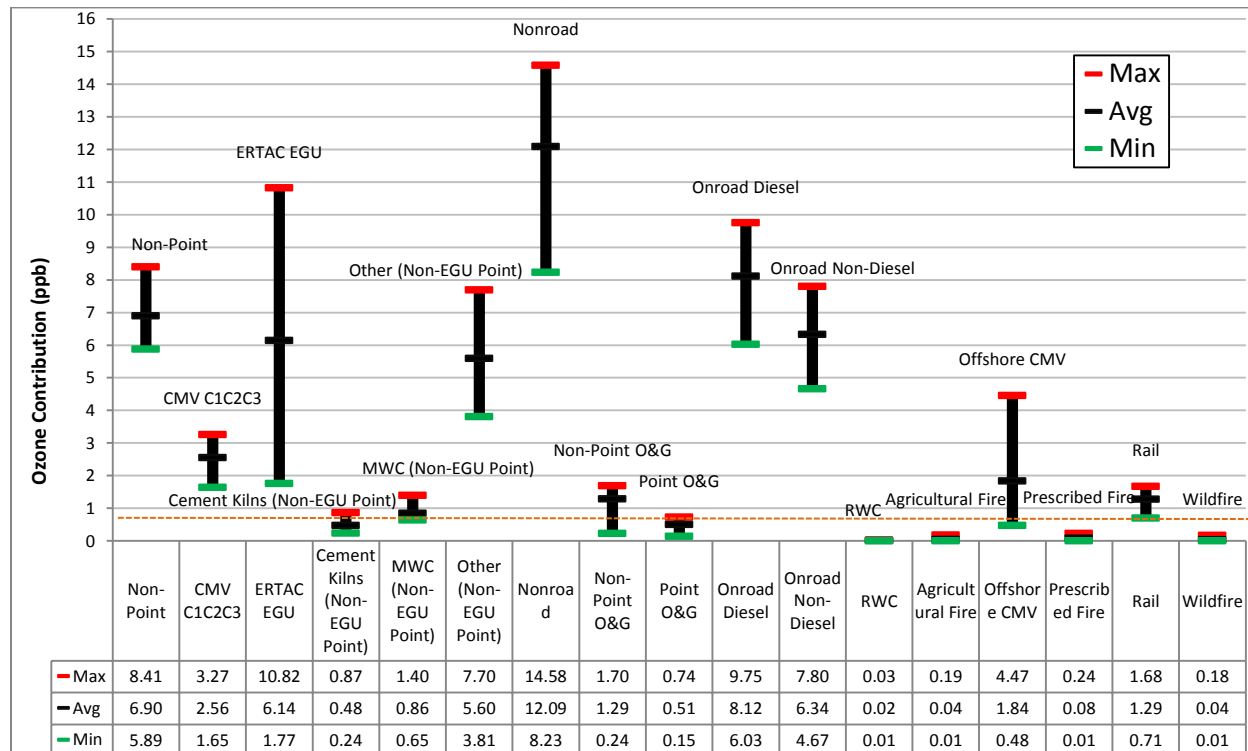 16
15
14
13
12
11
10
9
8
7
6
5
4
3
2
1
0
Ozone Contribution (ppb)
Max
Avg
Min
Nonroad
ERTAC EGU
Onroad Diesel
Non-Point
Other (Non-EGU Point)
Onroad Non-Diesel
Offshore CMV
CMV C1C2C3
Non-Point O&G
Rail
MWC (Non-EGU Point)
Point O&G
Cement Kilns (Non-EGU Point)
Agricultural Fire
Prescribed Fire
Wildfire
RWC
Non-
Point
CMV
C1C2C3
ERTAC
EGU
Cement
Kilns
(Non-
EGU
Point)
MWC
(Non-
EGU
Point)
Other
(Non-
EGU
Point)
Nonroa
d
Non-
Point
O&G
Point
O&G
Onroad
Diesel
Onroad
Non-
Diesel
RWC
Agricult
ural Fire
Offshor
e CMV
Prescrib
ed Fire
Rail
Wildfire
Max 8.41 3.27 10.82 0.87 1.40 7.70 14.58 1.70 0.74 9.75 7.80 0.03 0.19 4.47 0.24 1.68 0.18
Avg 6.90 2.56 6.14 0.48 0.86 5.60 12.09 1.29 0.51 8.12 6.34 0.02 0.04 1.84 0.08 1.29 0.04
Min 5.89 1.65 1.77 0.24 0.65 3.81 8.23 0.24 0.15 6.03 4.67 0.01 0.01 0.48 0.01 0.71 0.01